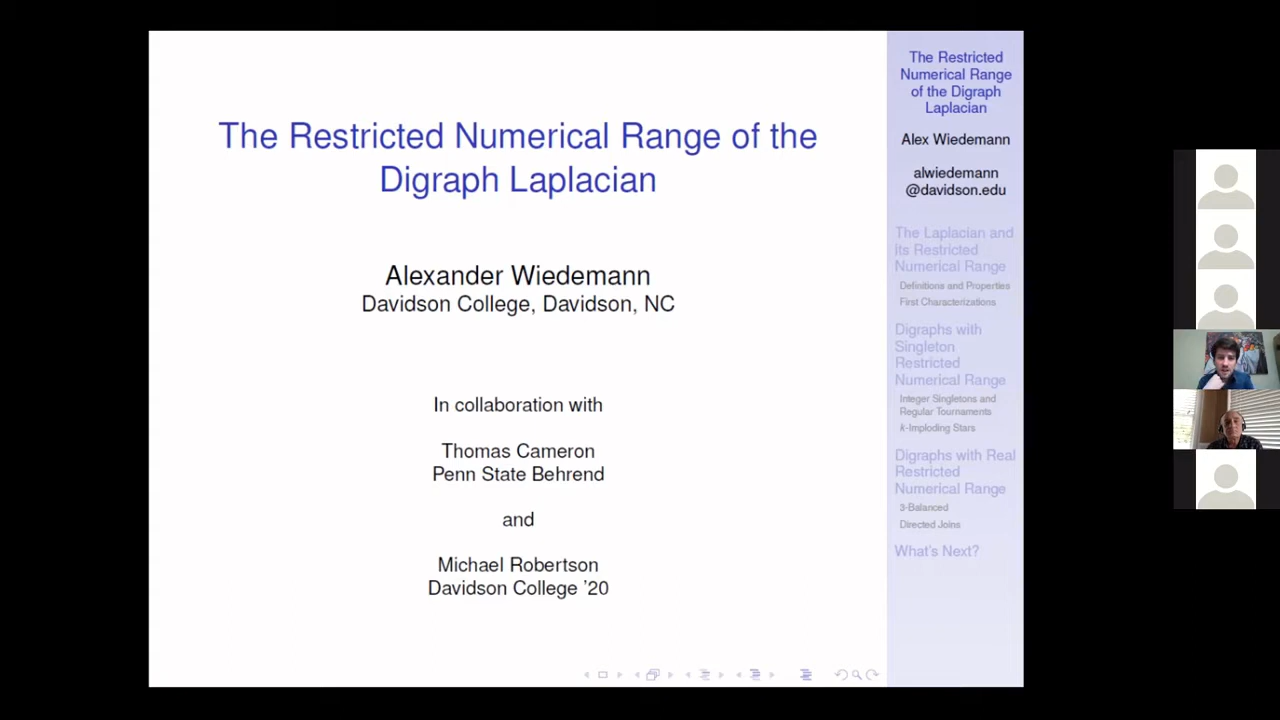 The Restricted Numerical Range of the
Digraph Laplacian
Alexander Wiedemann
Davidson College, Davidson, NC
In collaboration with
Thomas Cameron
Penn State Behrend
and
Michael Robertson
Davidson College '20
The Restricted
Numerical Range
of the Digraph
Laplacian
Alex Wiedemann
alwiedemann
@davidson.edu
The Laplacian and
Its Restricted
Numerical Range
Definitions and Properties
First Characterizations
Digraphs with
Singleton
Restricted
Numerical Range
Integer Singletons and
Regular Tournaments
k-Imploding Stars
Digraphs with Real
Restricted
Numerical Range
3-Balanced
Directed Joins
What's Next?